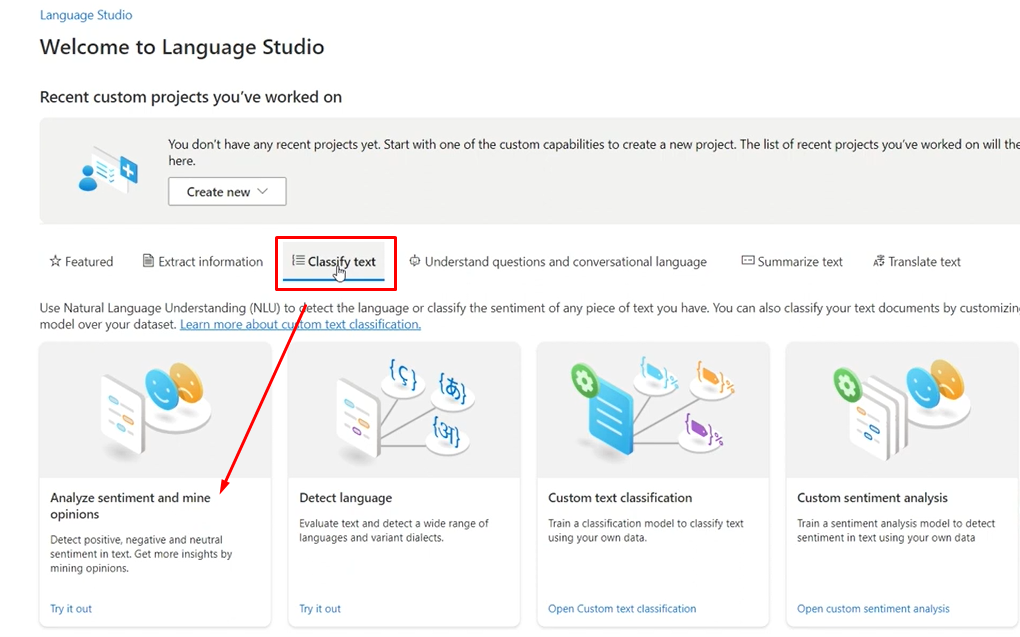 Language Studio
Welcome to Language Studio
Recent custom projects you've worked on
You don't have any recent projects yet. Start with one of the custom capabilities to create a new project. The list of recent projects you've worked on will
here.
Create new
Featured
Extract information
Classify text
Understand questions and conversational language
Summarize text
Translate text
Use Natural Language Understanding (NLU) to detect the language or classify the sentiment of any piece of text you have. You can also classify your text documents by
model over your dataset. Learn more about custom text classification.
{ç}
{あ}
{अ}
Analyze sentiment and mine
opinions
Detect positive, negative and neutral
sentiment in text. Get more insights by
mining opinions.
Try it out
Detect language
Evaluate text and detect a wide range of
languages and variant dialects.
Try it out
Custom text classification
Train a classification model to classify text
using your own data.
Open Custom text classification
Custom sentiment analysis
Train a sentiment analysis model to detect
sentiment in text using your own data
Open custom sentiment analysis